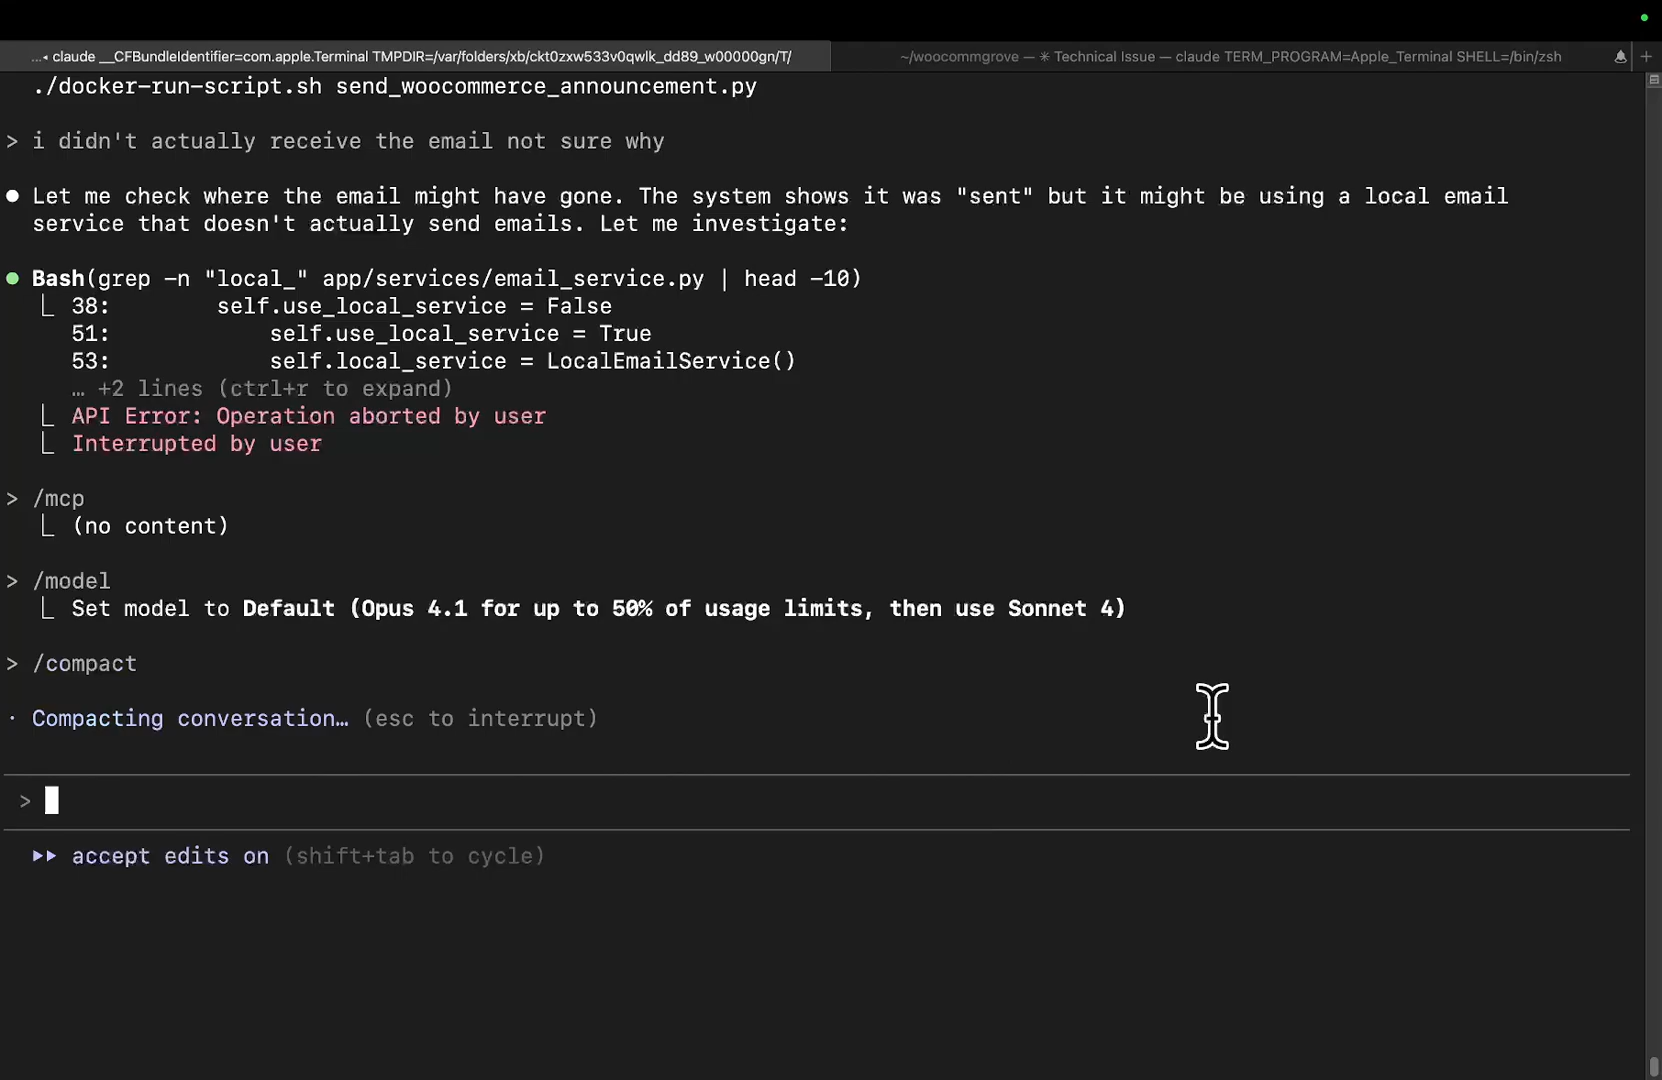 …◂ claude __CFBundleIdentifier=com.apple.Terminal TMPDIR=/var/folders/xb/ckt0zxw533v0qwlk_dd89_w00000gn/T/
~/woocommgrove — ✳ Technical Issue — claude TERM_PROGRAM=Apple_Terminal SHELL=/bin/zsh
./docker-run-script.sh send_woocommerce_announcement.py
> i didn't actually receive the email not sure why
● Let me check where the email might have gone. The system shows it was "sent" but it might be using a local email
service that doesn't actually send emails. Let me investigate:
● Bash(grep -n "local_" app/services/email_service.py | head -10)
⎿ 38:        self.use_local_service = False
51:            self.use_local_service = True
53:            self.local_service = LocalEmailService()
… +2 lines (ctrl+r to expand)
⎿ API Error: Operation aborted by user
⎿ Interrupted by user
> /mcp
⎿ (no content)
> /model
⎿ Set model to Default (Opus 4.1 for up to 50% of usage limits, then use Sonnet 4)
> /compact
· Compacting conversation… (esc to interrupt)
>
⏵⏵ accept edits on (shift+tab to cycle)